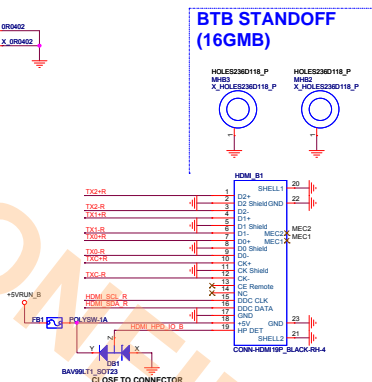 0R0402
X_0R0402
BTB STANDOFF
(16GMB)
HOLES236D118_P
MHB3
X_HOLES236D118_P
HOLES236D118_P
MHB2
X_HOLES236D118_P
1
1
HDMI_B1
TX2+R
TX2-R
TX1+R
TX1-R
TX0+R
TX0-R
TXC+R
TXC-R
HDMI_SCL_R
HDMI_SDA_R
HDMI_HPD_IO_B
1 D2+
2 D2 Shield
3 D2-
4 D1+
5 D1 Shield
6 D1-
7 D0+
8 D0 Shield
9 D0-
10 CK+
11 CK Shield
12 CK-
13 CE Remote
14 NC
15 DDC CLK
16 DDC DATA
17 GND
18 +5V
19 HP DET
SHELL1 20
GND 22
MEC2 MEC2
MEC1 MEC1
GND 23
SHELL2 21
CONN-HDMI19P_BLACK-RH-4
+5VRUN_B
FB1 POLYSW-1A
Y Z X
DB1
BAV99LT1_SOT23
CLOSE TO CONNECTOR